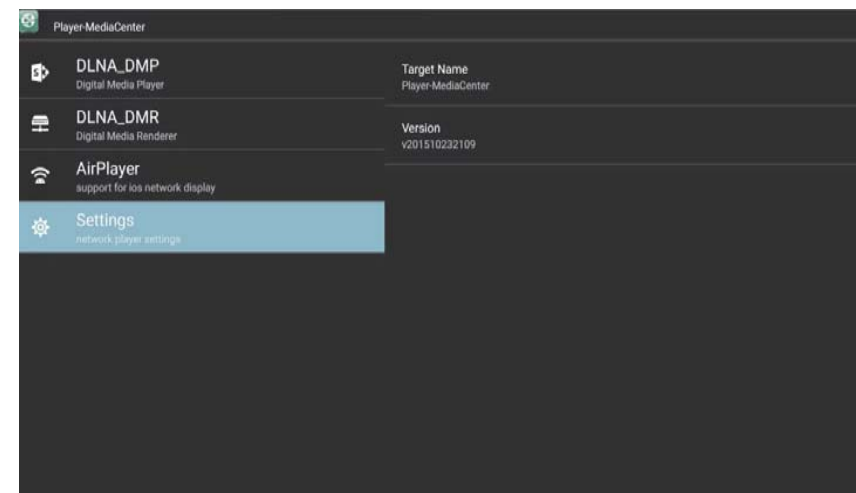 Player-MediaCenter
DLNA_DMP
Digital Media Player
DLNA_DMR
Digital Media Renderer
AirPlayer
support for ios network display
Settings
network player settings
Target Name
Player-MediaCenter
Version
v201510232109